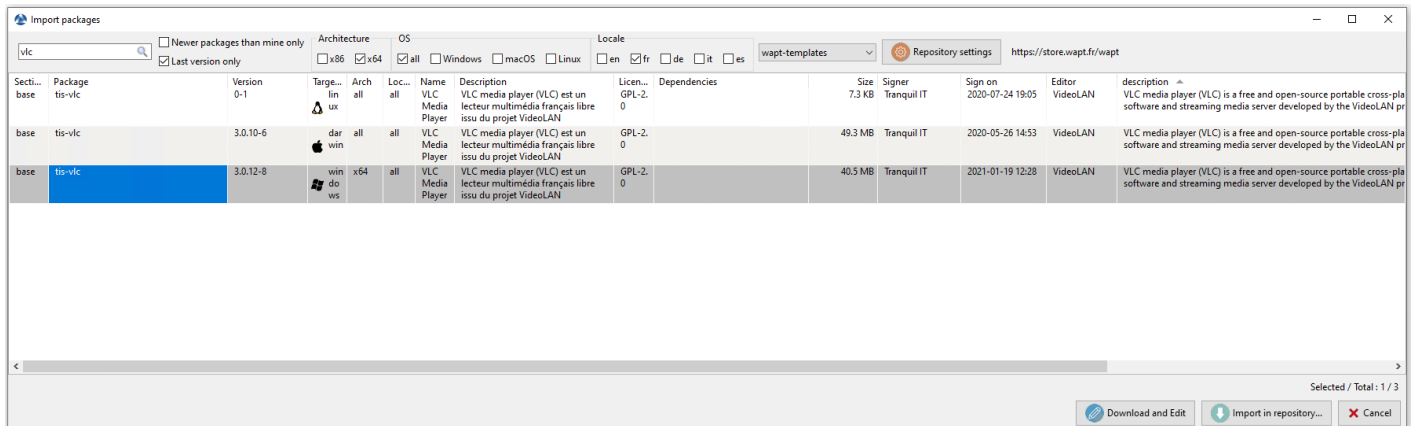 Import packages
vlc
Newer packages than mine only
Last version only
Architecture
x86 x64
OS
all Windows macOS Linux
Locale
en fr de it es
wapt-templates
Repository settings
https://store.wapt.fr/wapt
Secti... Package Version Targe... Arch Loc... Name Description Licen... Dependencies Size Signer Sign on Editor description
base tis-vlc 0-1 lin all all VLC VLC media player (VLC) est un GPL-2. 7.3 KB Tranquil IT 2020-07-24 19:05 VideoLAN VLC media player (VLC) is a free and open-source portable cross-pla
ux Media lecteur multimédia français libre 0 software and streaming media server developed by the VideoLAN pr
Player issu du projet VideoLAN
base tis-vlc 3.0.10-6 dar all all VLC VLC media player (VLC) est un GPL-2. 49.3 MB Tranquil IT 2020-05-26 14:53 VideoLAN VLC media player (VLC) is a free and open-source portable cross-pla
win Media lecteur multimédia français libre 0 software and streaming media server developed by the VideoLAN pr
Player issu du projet VideoLAN
base tis-vlc 3.0.12-8 win x64 all VLC VLC media player (VLC) est un GPL-2. 40.5 MB Tranquil IT 2021-01-19 12:28 VideoLAN VLC media player (VLC) is a free and open-source portable cross-pla
do Media lecteur multimédia français libre 0 software and streaming media server developed by the VideoLAN pr
ws Player issu du projet VideoLAN
Selected / Total : 1 / 3
Download and Edit Import in repository... Cancel